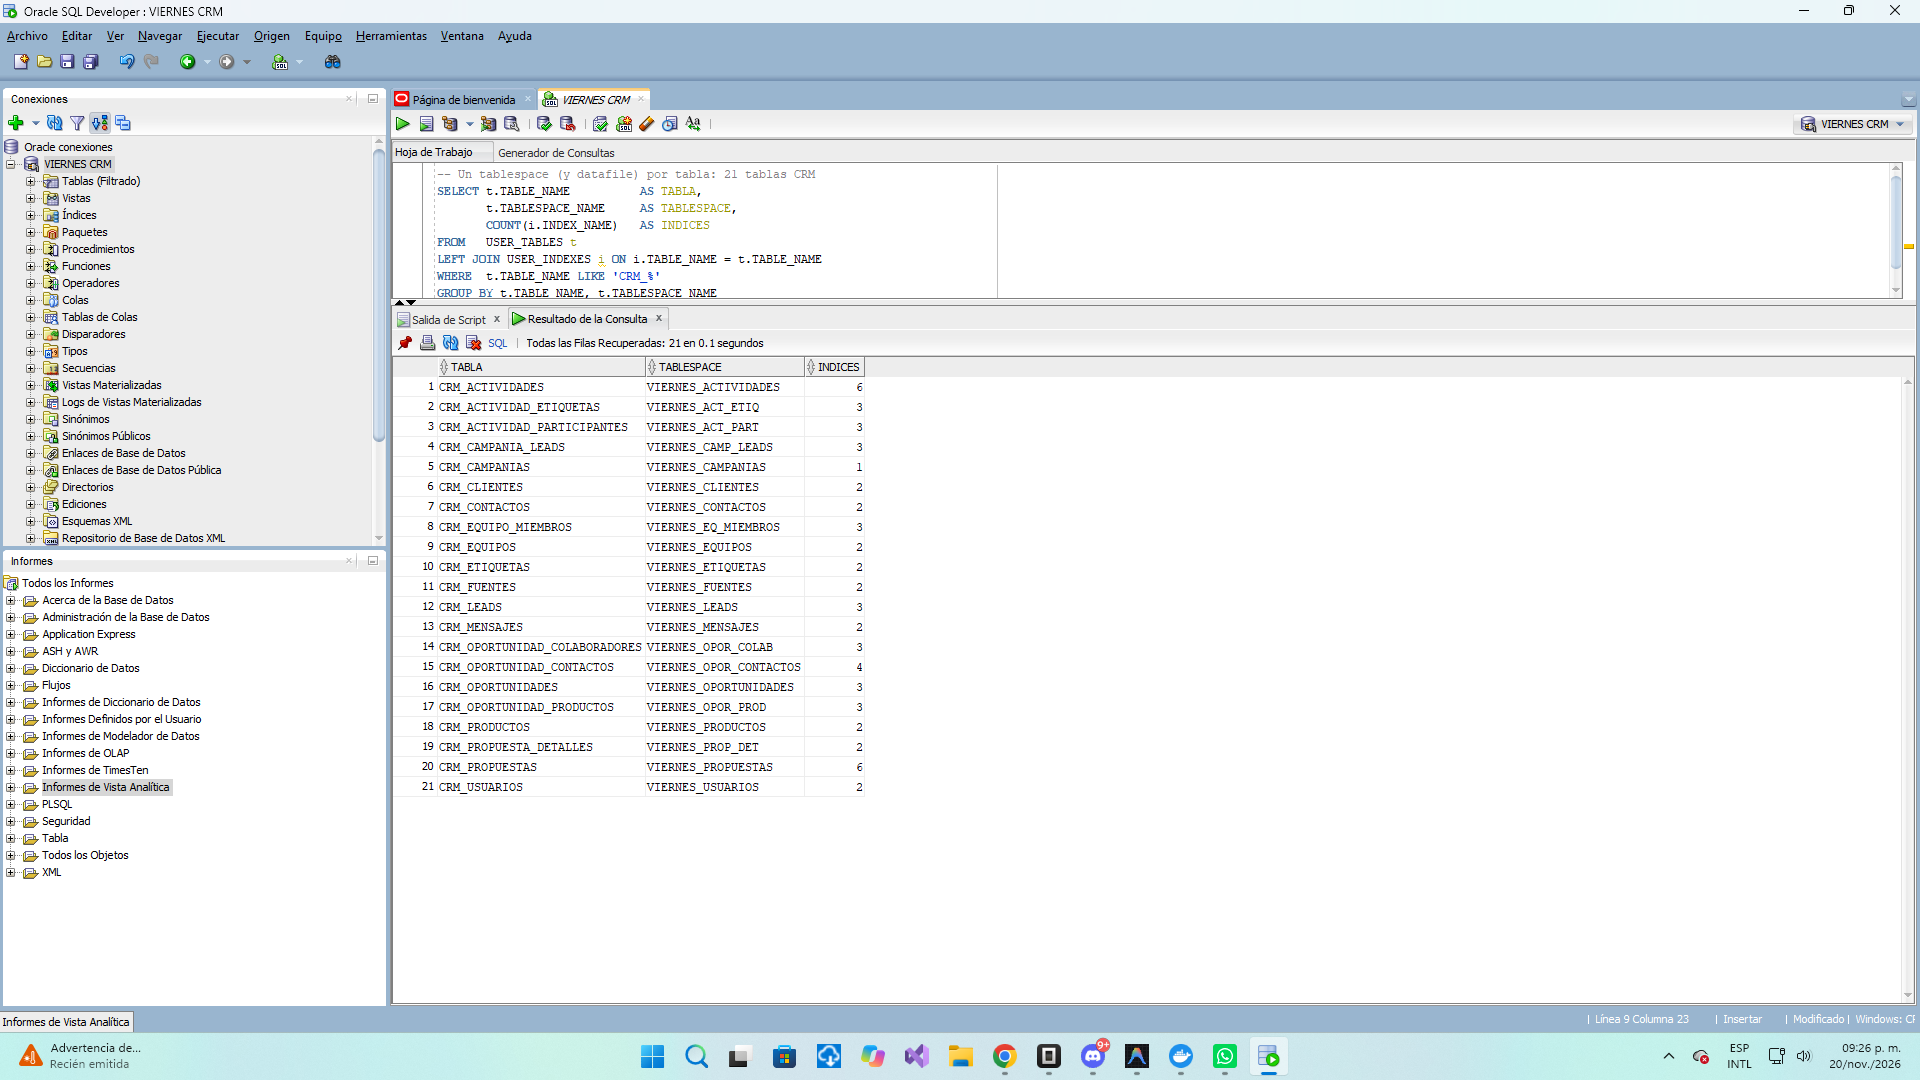 Oracle SQL Developer : VIERNES CRM
Archivo Editar Ver Navegar Ejecutar Origen Equipo Herramientas Ventana Ayuda
Conexiones
Oracle conexiones
VIERNES CRM
Tablas (Filtrado)
Vistas
Índices
Paquetes
Procedimientos
Funciones
Operadores
Colas
Tablas de Colas
Disparadores
Tipos
Secuencias
Vistas Materializadas
Logs de Vistas Materializadas
Sinónimos
Sinónimos Públicos
Enlaces de Base de Datos
Enlaces de Base de Datos Pública
Directorios
Ediciones
Esquemas XML
Repositorio de Base de Datos XML
Informes
Todos los Informes
Acerca de la Base de Datos
Administración de la Base de Datos
Application Express
ASH y AWR
Diccionario de Datos
Flujos
Informes de Diccionario de Datos
Informes Definidos por el Usuario
Informes de Modelador de Datos
Informes de OLAP
Informes de TimesTen
Informes de Vista Analítica
PLSQL
Seguridad
Tabla
Todos los Objetos
XML
Página de bienvenida VIERNES CRM
VIERNES CRM
Hoja de Trabajo Generador de Consultas
-- Un tablespace (y datafile) por tabla: 21 tablas CRM
SELECT t.TABLE_NAME AS TABLA,
t.TABLESPACE_NAME AS TABLESPACE,
COUNT(i.INDEX_NAME) AS INDICES
FROM USER_TABLES t
LEFT JOIN USER_INDEXES i ON i.TABLE_NAME = t.TABLE_NAME
WHERE t.TABLE_NAME LIKE 'CRM_%'
GROUP BY t.TABLE_NAME, t.TABLESPACE_NAME
Salida de Script x Resultado de la Consulta x
SQL Todas las Filas Recuperadas: 21 en 0.1 segundos
TABLA TABLESPACE INDICES
1 CRM_ACTIVIDADES VIERNES_ACTIVIDADES 6
2 CRM_ACTIVIDAD_ETIQUETAS VIERNES_ACT_ETIQ 3
3 CRM_ACTIVIDAD_PARTICIPANTES VIERNES_ACT_PART 3
4 CRM_CAMPANIA_LEADS VIERNES_CAMP_LEADS 3
5 CRM_CAMPANIAS VIERNES_CAMPANIAS 1
6 CRM_CLIENTES VIERNES_CLIENTES 2
7 CRM_CONTACTOS VIERNES_CONTACTOS 2
8 CRM_EQUIPO_MIEMBROS VIERNES_EQ_MIEMBROS 3
9 CRM_EQUIPOS VIERNES_EQUIPOS 2
10 CRM_ETIQUETAS VIERNES_ETIQUETAS 2
11 CRM_FUENTES VIERNES_FUENTES 2
12 CRM_LEADS VIERNES_LEADS 3
13 CRM_MENSAJES VIERNES_MENSAJES 2
14 CRM_OPORTUNIDAD_COLABORADORES VIERNES_OPOR_COLAB 3
15 CRM_OPORTUNIDAD_CONTACTOS VIERNES_OPOR_CONTACTOS 4
16 CRM_OPORTUNIDADES VIERNES_OPORTUNIDADES 3
17 CRM_OPORTUNIDAD_PRODUCTOS VIERNES_OPOR_PROD 3
18 CRM_PRODUCTOS VIERNES_PRODUCTOS 2
19 CRM_PROPUESTA_DETALLES VIERNES_PROP_DET 2
20 CRM_PROPUESTAS VIERNES_PROPUESTAS 6
21 CRM_USUARIOS VIERNES_USUARIOS 2
Informes de Vista Analítica
| Línea 9 Columna 23 | Insertar | Modificado | Windows: CF
Advertencia de...
Recién emitida
9+
ESP
INTL
09:26 p. m.
20/nov./2026